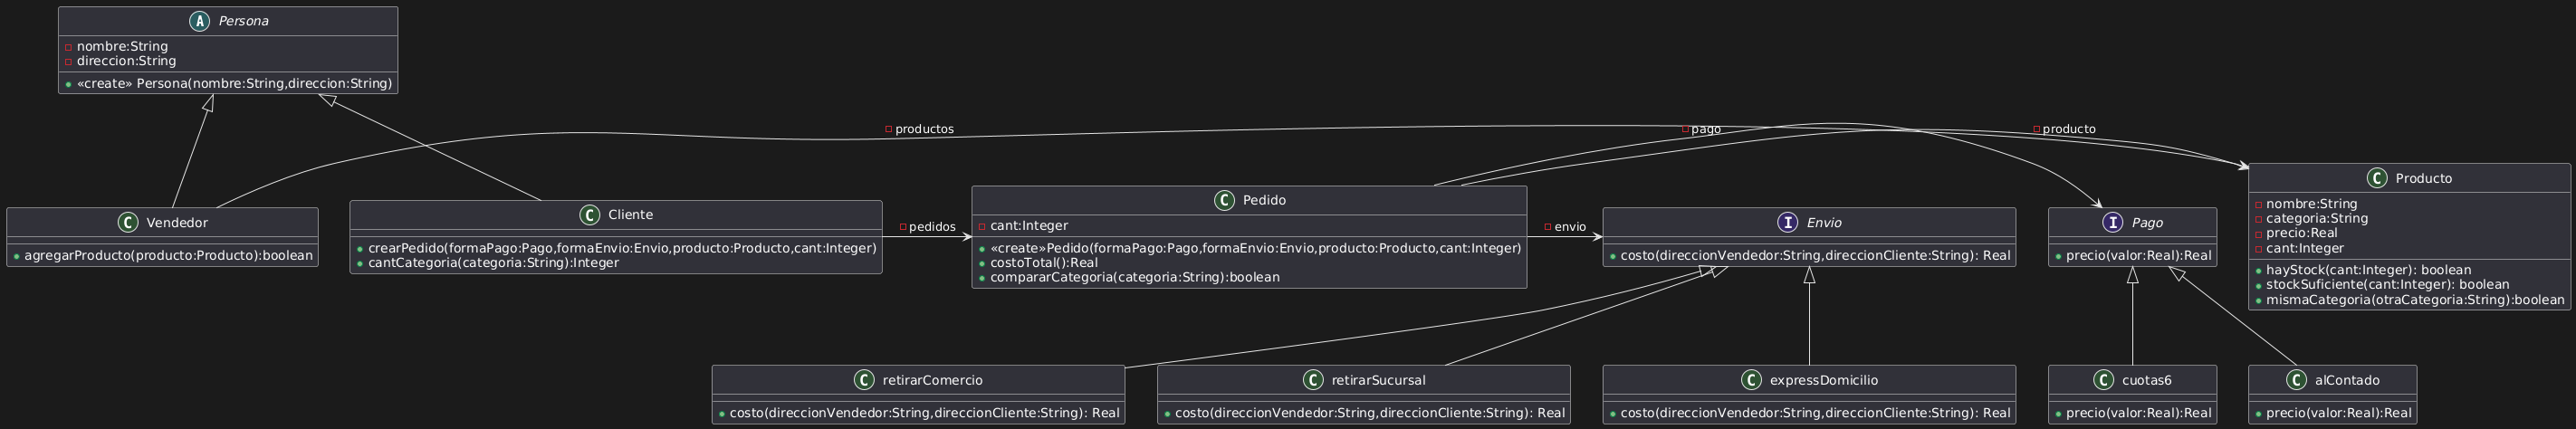 A Persona
nombre:String
direccion:String
«create» Persona(nombre:String,direccion:String)
productos
pago
producto
C Vendedor
agregarProducto(producto:Producto):boolean
C Cliente
crearPedido(formaPago:Pago,formaEnvio:Envio,producto:Producto,cant:Integer)
cantCategoria(categoria:String):Integer
pedidos
C Pedido
cant:Integer
«create»Pedido(formaPago:Pago,formaEnvio:Envio,producto:Producto,cant:Integer)
costoTotal():Real
compararCategoria(categoria:String):boolean
envio
I Envio
costo(direccionVendedor:String,direccionCliente:String): Real
I Pago
precio(valor:Real):Real
C Producto
nombre:String
categoria:String
precio:Real
cant:Integer
hayStock(cant:Integer): boolean
stockSuficiente(cant:Integer): boolean
mismaCategoria(otraCategoria:String):boolean
C retirarComercio
costo(direccionVendedor:String,direccionCliente:String): Real
C retirarSucursal
costo(direccionVendedor:String,direccionCliente:String): Real
C expressDomicilio
costo(direccionVendedor:String,direccionCliente:String): Real
C cuotas6
precio(valor:Real):Real
C alContado
precio(valor:Real):Real